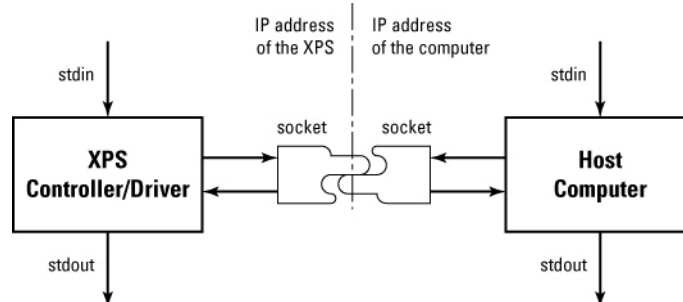 IP address
of the XPS
IP address
of the computer
stdin
stdin
socket
socket
XPS
Controller/Driver
Host
Computer
stdout
stdout